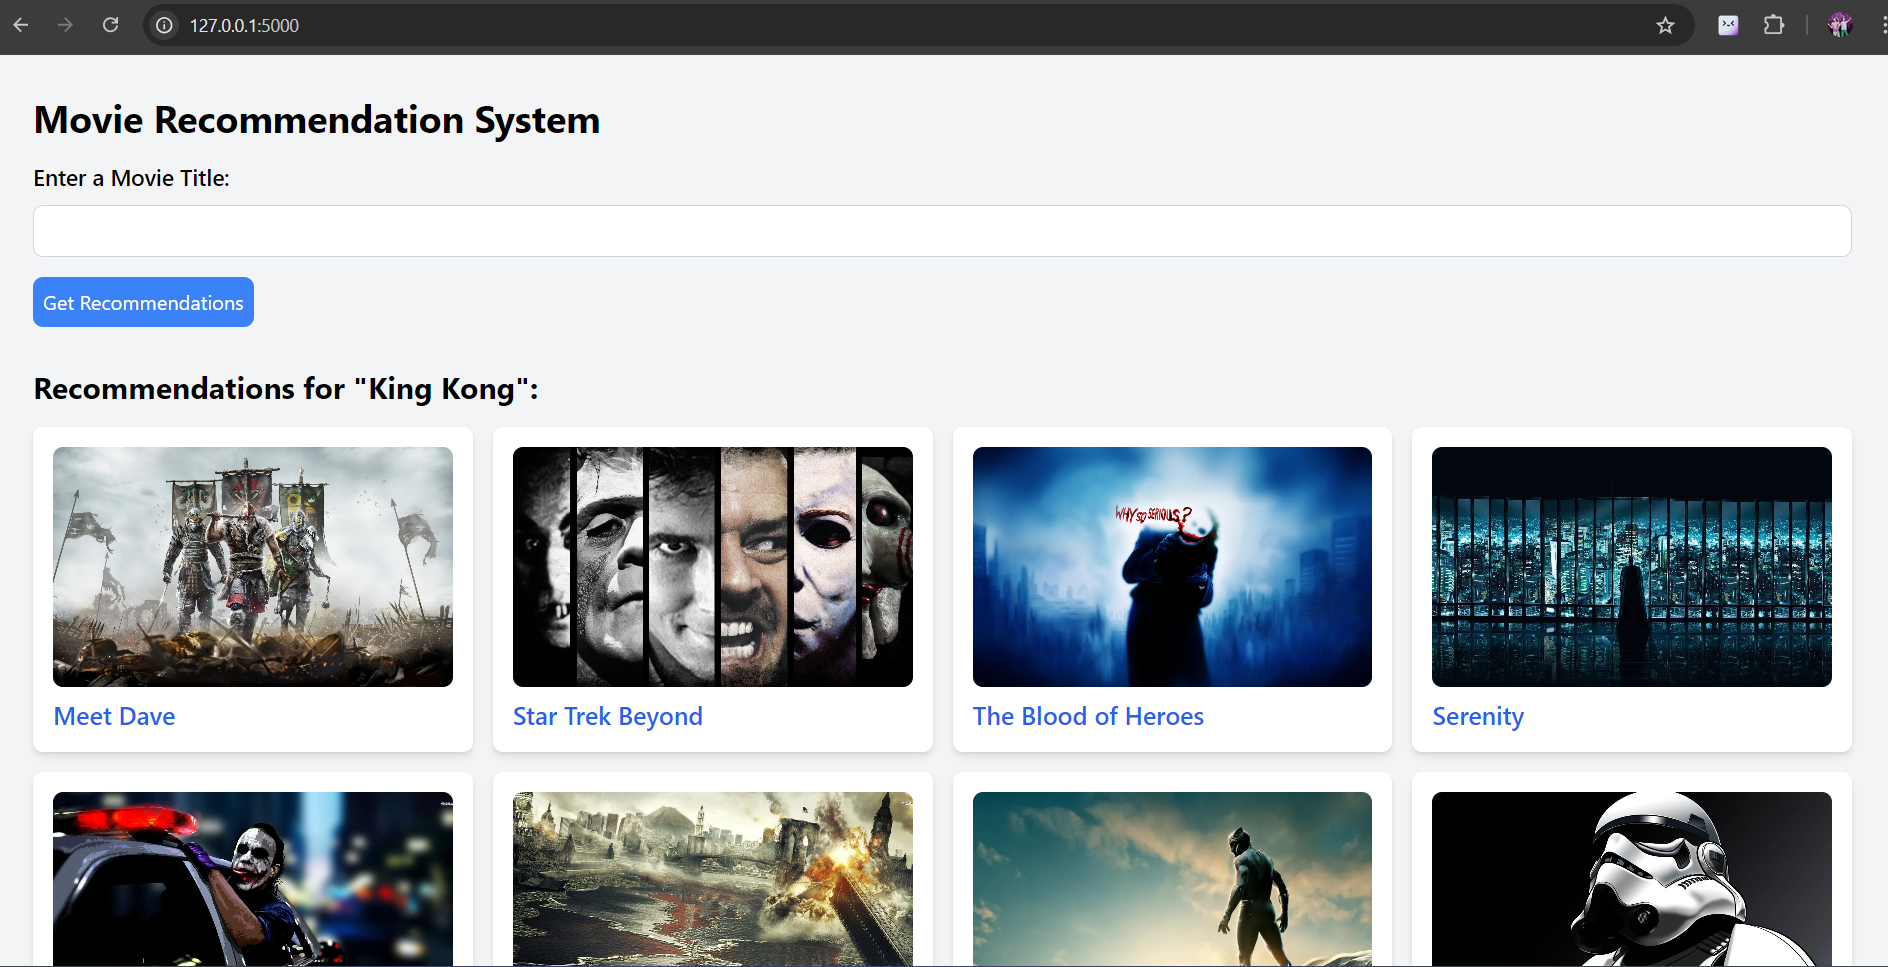 127.0.0.1:5000
Movie Recommendation System
Enter a Movie Title:
Get Recommendations
Recommendations for "King Kong":
WHY SO SERIOUS?
Meet Dave
Star Trek Beyond
The Blood of Heroes
Serenity